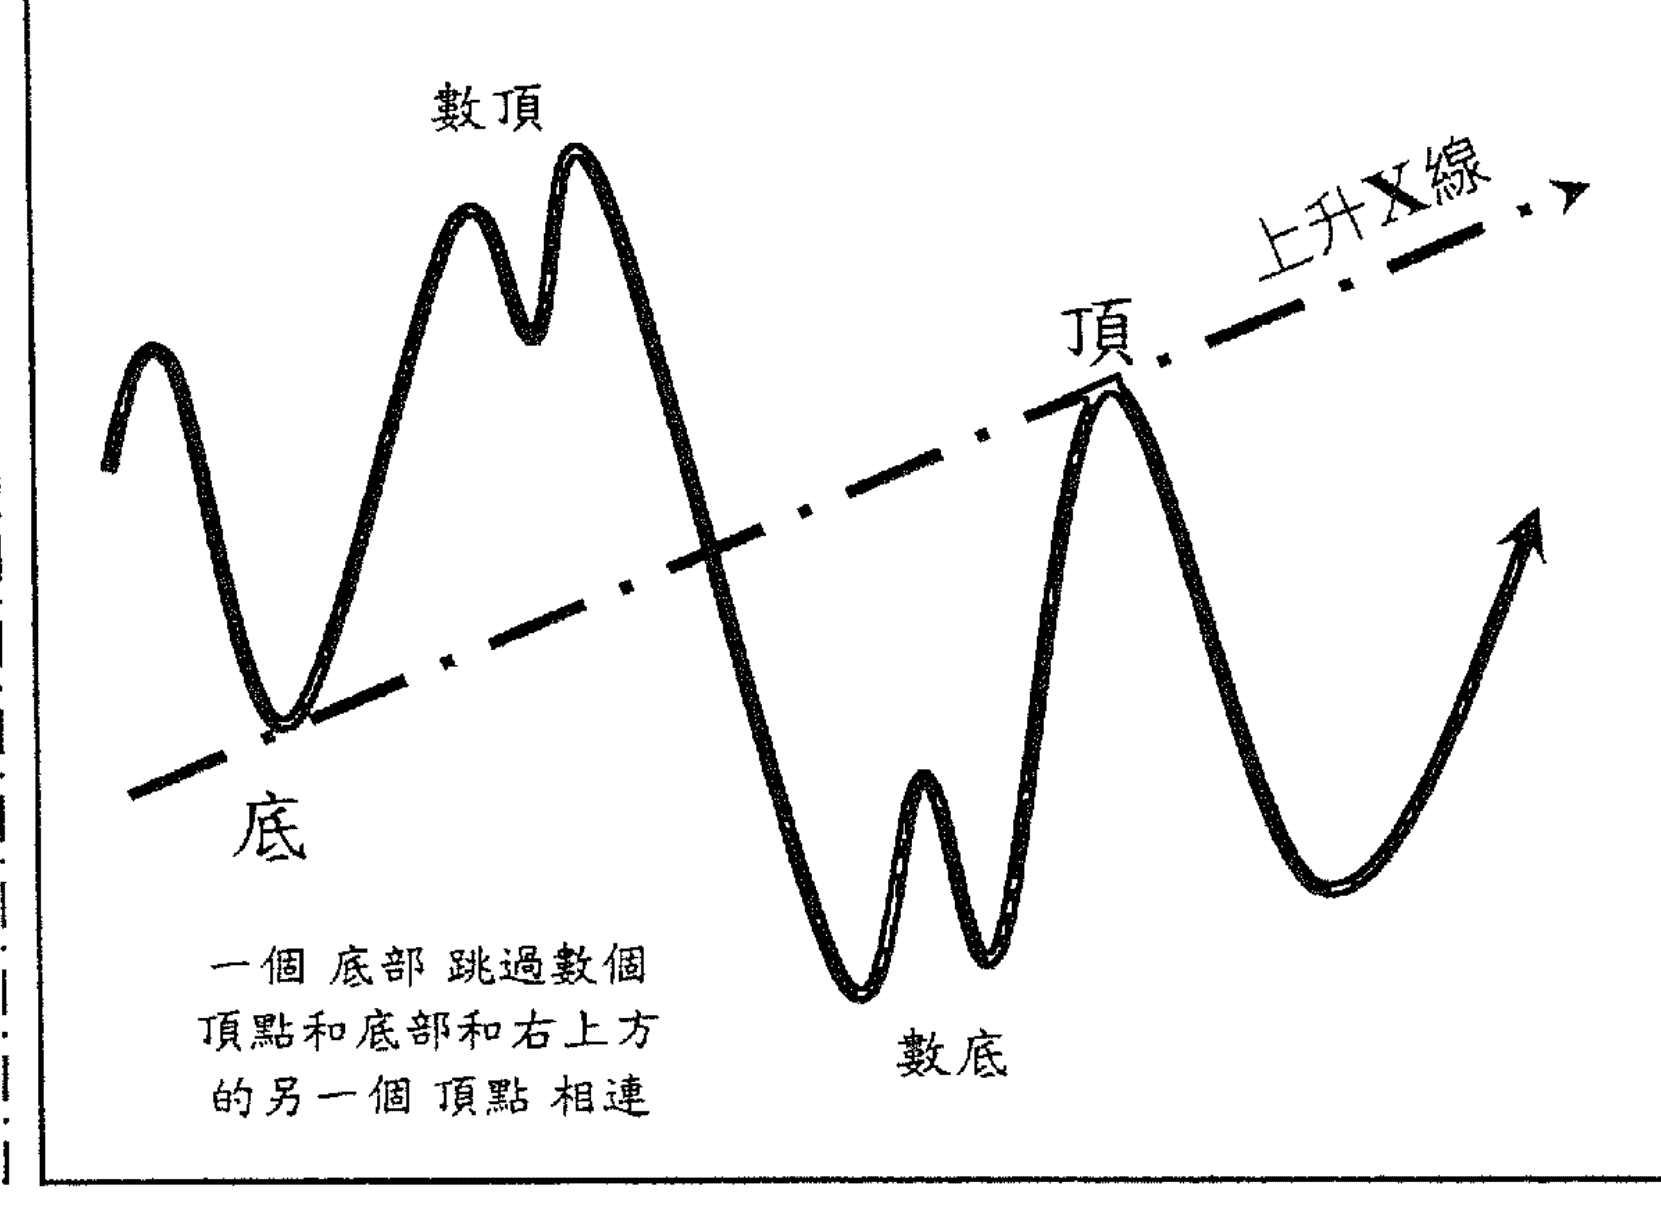 數頂
上升X線
頂
底
一個 底部 跳過數個
頂點和底部和右上方
的另一個 頂點 相連
數底